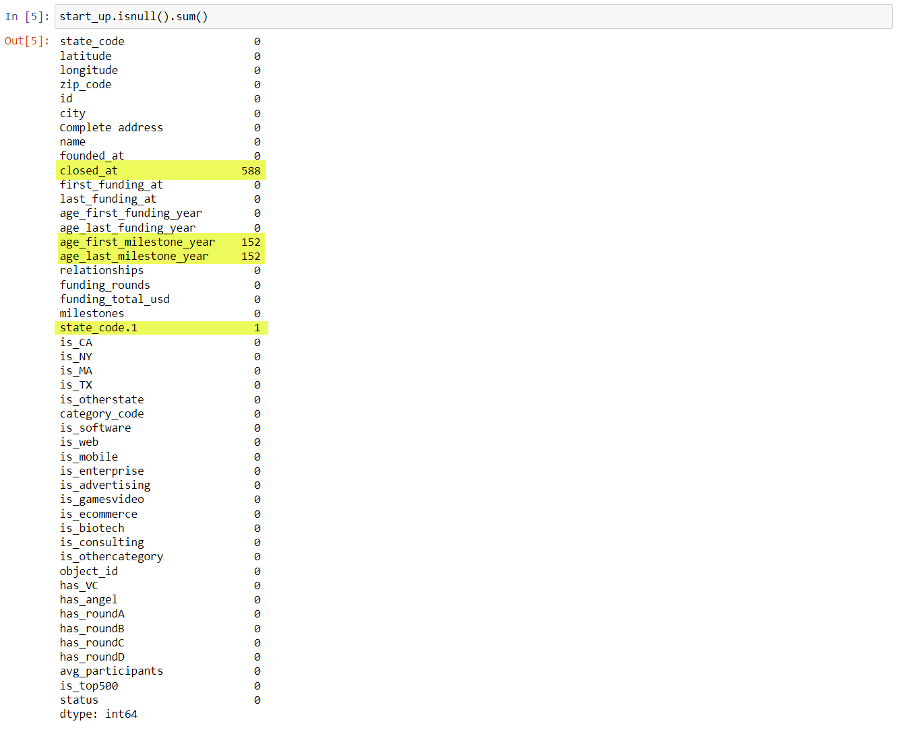 In [5]: start_up.isnull().sum()
Out[5]: state_code 0
latitude 0
longitude 0
zip_code 0
id 0
city 0
Complete address 0
name 0
founded_at 0
closed_at 588
first_funding_at 0
last_funding_at 0
age_first_funding_year 0
age_last_funding_year 0
age_first_milestone_year 152
age_last_milestone_year 152
relationships 0
funding_rounds 0
funding_total_usd 0
milestones 0
state_code.1 1
is_CA 0
is_NY 0
is_MA 0
is_TX 0
is_otherstate 0
category_code 0
is_software 0
is_web 0
is_mobile 0
is_enterprise 0
is_advertising 0
is_gamesvideo 0
is_ecommerce 0
is_biotech 0
is_consulting 0
is_othercategory 0
object_id 0
has_VC 0
has_angel 0
has_roundA 0
has_roundB 0
has_roundC 0
has_roundD 0
avg_participants 0
is_top500 0
status 0
dtype: int64